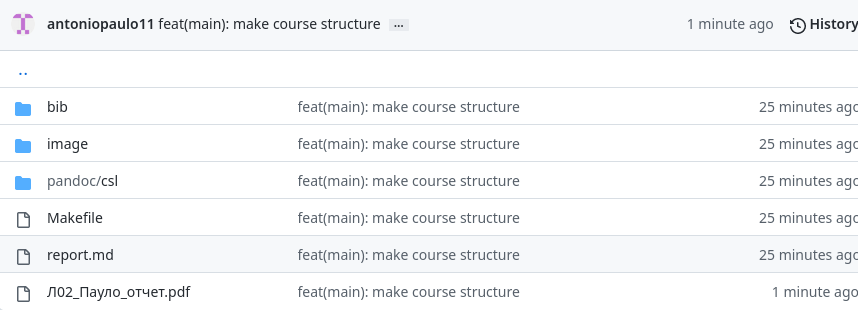 antoniopaulo11 feat(main): make course structure ... 1 minute ago History
..
bib feat(main): make course structure 25 minutes ago
image feat(main): make course structure 25 minutes ago
pandoc/csl feat(main): make course structure 25 minutes ago
Makefile feat(main): make course structure 25 minutes ago
report.md feat(main): make course structure 25 minutes ago
Л02_Пауло_отчет.pdf feat(main): make course structure 1 minute ago